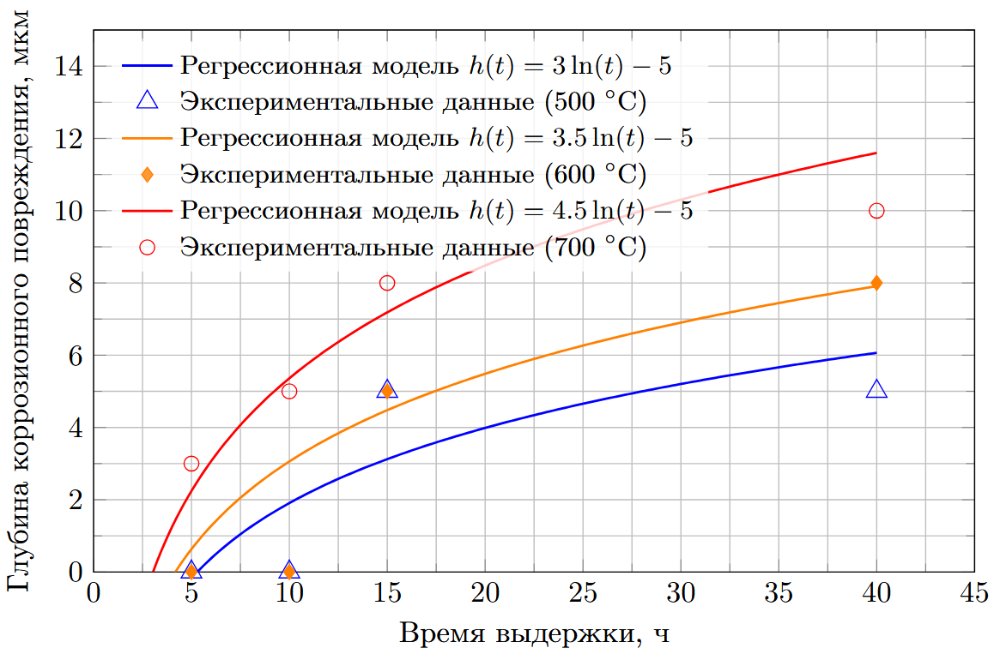 Глубина коррозионного повреждения, мкм
14
12
10
8
6
4
2
0
Регрессионная модель h(t) = 3 ln(t) − 5
Экспериментальные данные (500 °C)
Регрессионная модель h(t) = 3.5 ln(t) − 5
Экспериментальные данные (600 °C)
Регрессионная модель h(t) = 4.5 ln(t) − 5
Экспериментальные данные (700 °C)
0 5 10 15 20 25 30 35 40 45
Время выдержки, ч